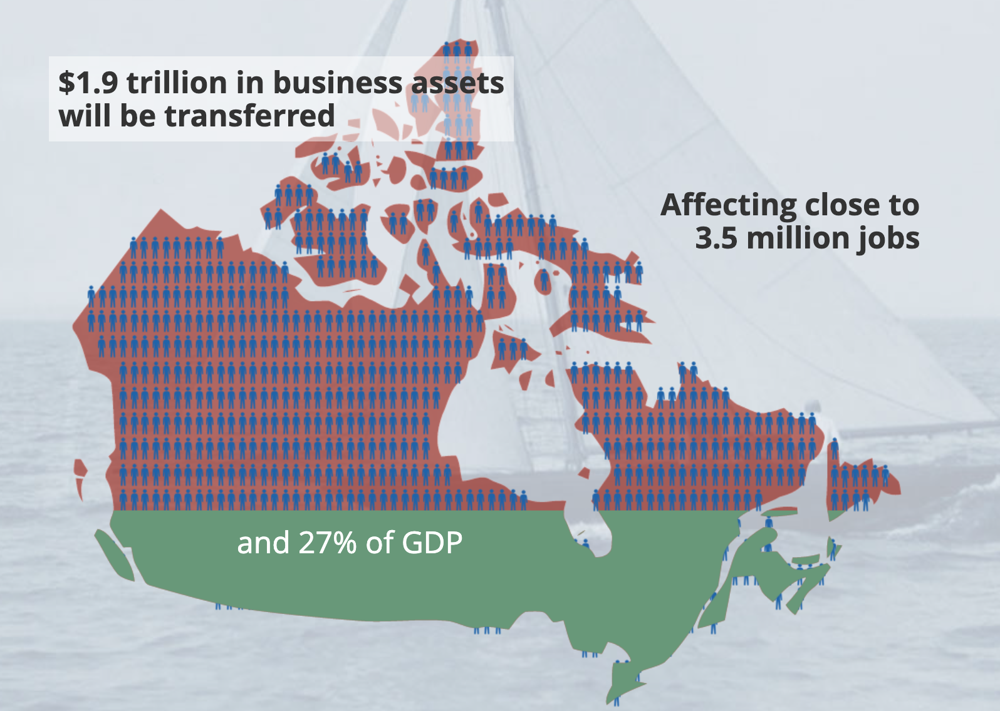 $1.9 trillion in business assets
will be transferred
Affecting close to
3.5 million jobs
and 27% of GDP